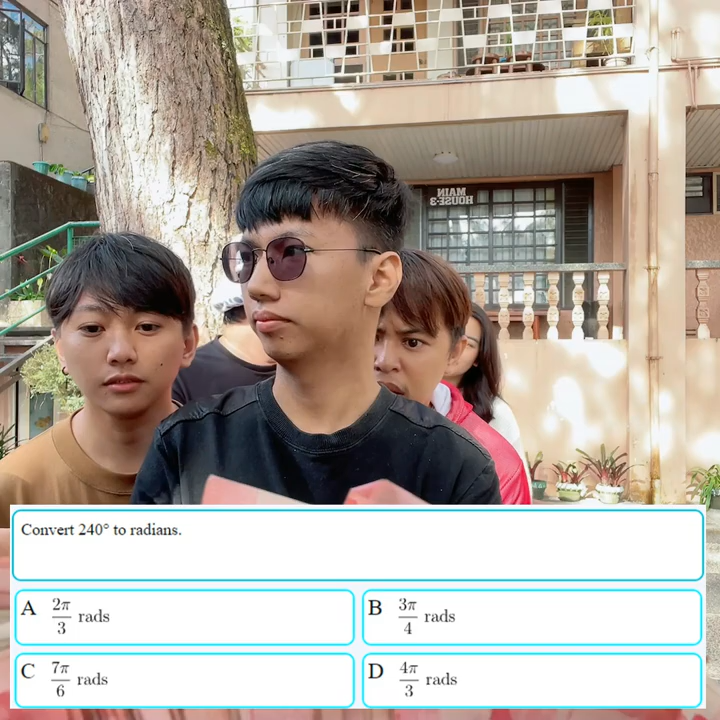 MAIN
HOUSE-3
Convert 240° to radians.
A 2π/3 rads
B 3π/4 rads
C 7π/6 rads
D 4π/3 rads